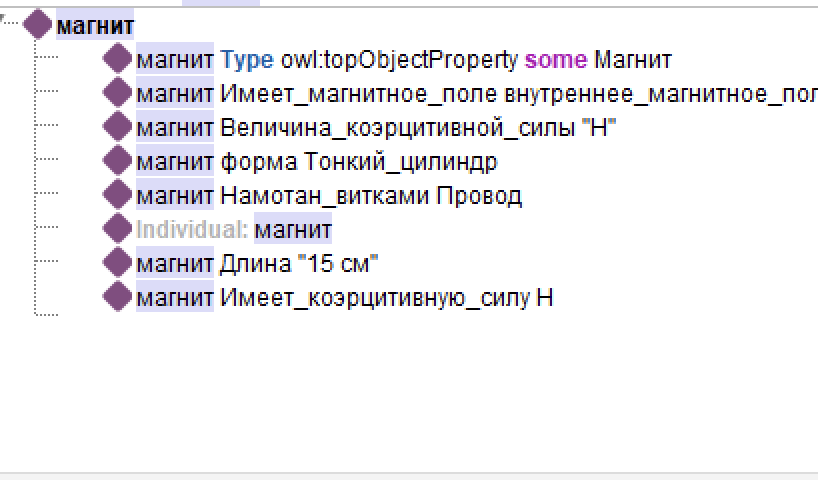 магнит
магнит Type owl:topObjectProperty some Магнит
магнит Имеет_магнитное_поле внутреннее_магнитное_пол
магнит Величина_коэрцитивной_силы "Н"
магнит форма Тонкий_цилиндр
магнит Намотан_витками Провод
Individual: магнит
магнит Длина "15 см"
магнит Имеет_коэрцитивную_силу Н